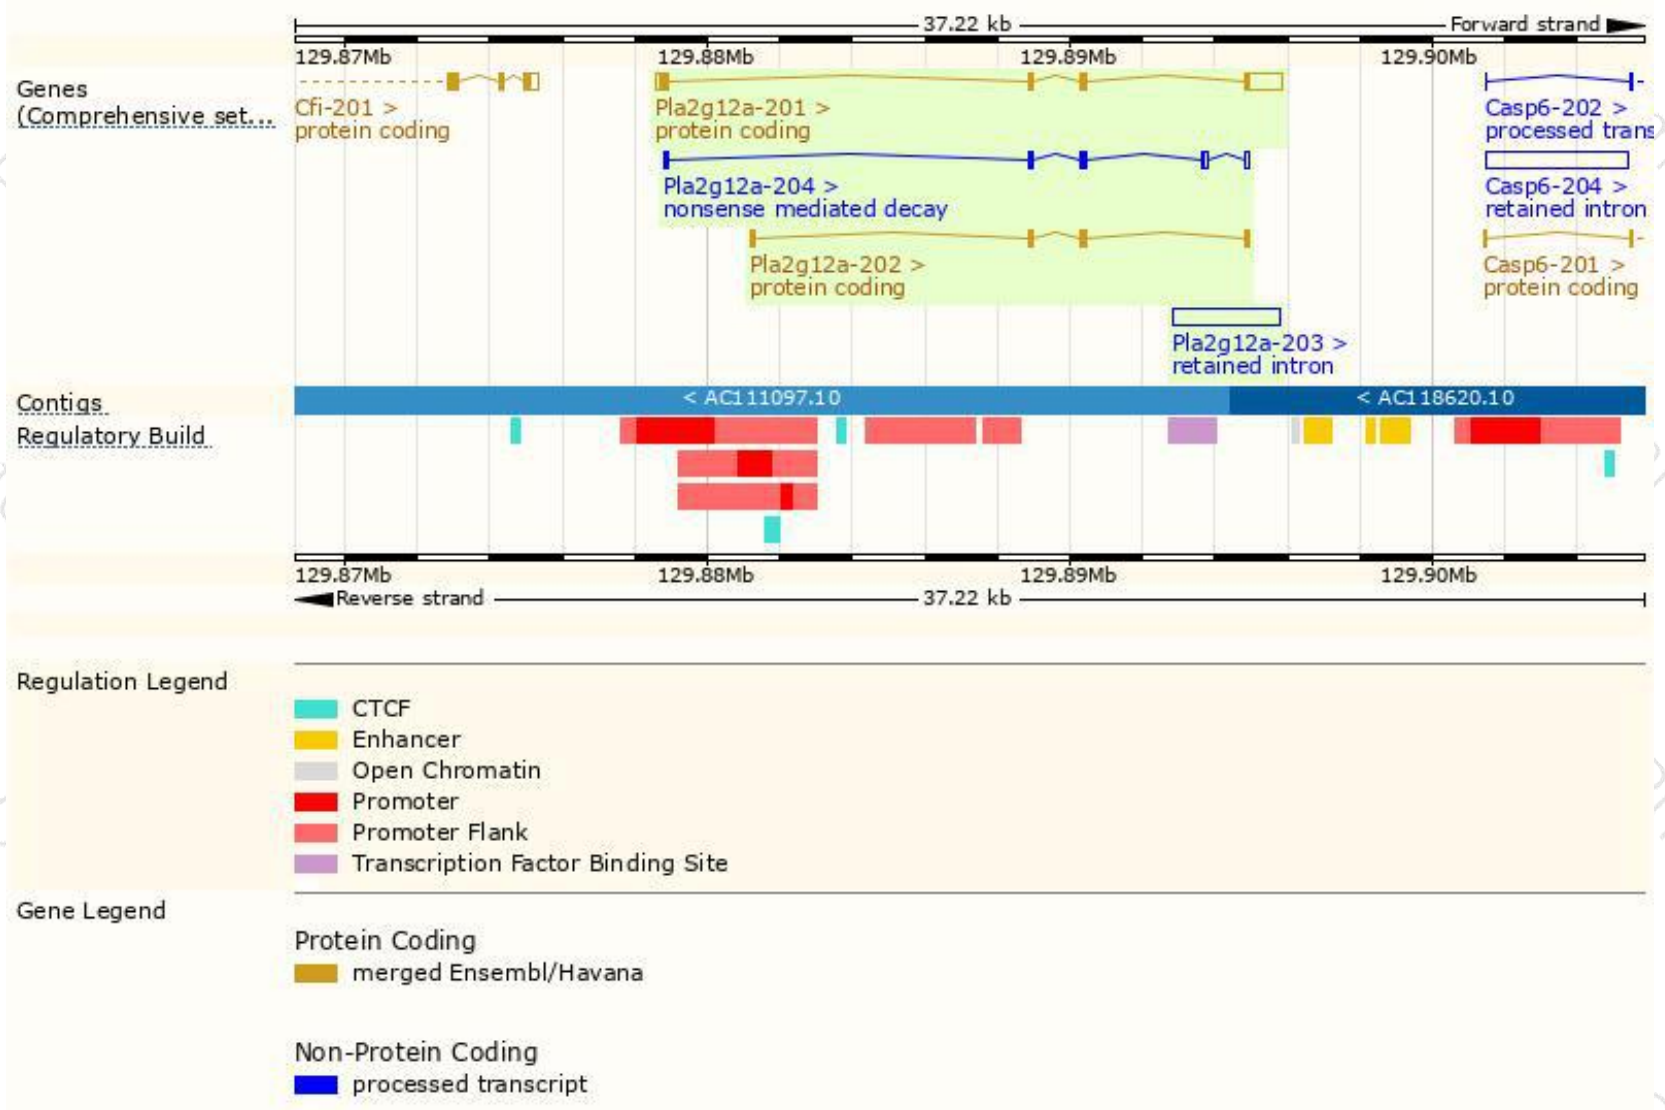 37.22 kb Forward strand
129.87Mb 129.88Mb 129.89Mb 129.90Mb
Genes
(Comprehensive set...
Cfi-201 > Pla2g12a-201 > Casp6-202 >
protein coding protein coding processed trans
Pla2g12a-204 > Casp6-204 >
nonsense mediated decay retained intron
Pla2g12a-202 > Casp6-201 >
protein coding protein coding
Pla2g12a-203 >
retained intron
Contigs < AC111097.10 < AC118620.10
Regulatory Build
129.87Mb 129.88Mb 129.89Mb 129.90Mb
Reverse strand 37.22 kb
Regulation Legend
CTCF
Enhancer
Open Chromatin
Promoter
Promoter Flank
Transcription Factor Binding Site
Gene Legend
Protein Coding
merged Ensembl/Havana
Non-Protein Coding
processed transcript